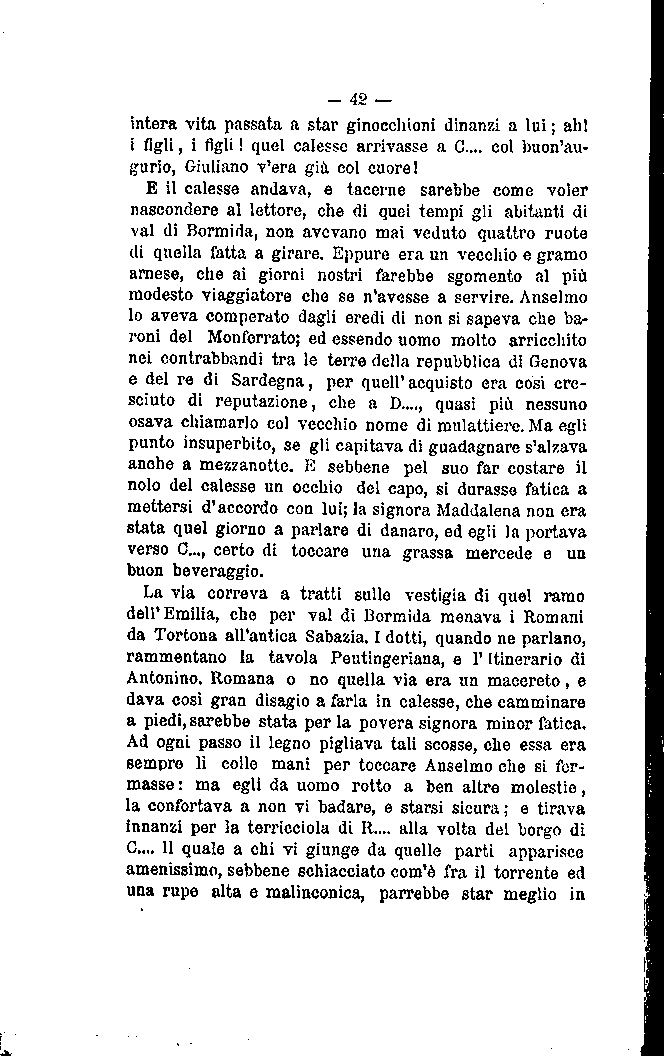 — 42 —
intera vita passata a star ginocchioni dinanzi a lui; ah!
i figli, i figli! quel calesse arrivasse a C.... col buon'au-
gurio, Giuliano v'era già col cuore!
E il calesse andava, e tacerne sarebbe come voler
nascondere al lettore, che di quei tempi gli abitanti di
val di Bormida, non avevano mai veduto quattro ruote
di quella fatta a girare. Eppure era un vecchio e gramo
arnese, che ai giorni nostri farebbe sgomento al più
modesto viaggiatore che se n'avesse a servire. Anselmo
lo aveva comperato dagli eredi di non si sapeva che ba-
roni del Monferrato; ed essendo uomo molto arricchito
nei contrabbandi tra le terre della repubblica di Genova
e del re di Sardegna, per quell'acquisto era così cre-
sciuto di reputazione, che a D...., quasi più nessuno
osava chiamarlo col vecchio nome di mulattiere. Ma egli
punto insuperbito, se gli capitava di guadagnare s'alzava
anche a mezzanotte. E sebbene pel suo far costare il
nolo del calesse un occhio del capo, si durasse fatica a
mettersi d'accordo con lui; la signora Maddalena non era
stata quel giorno a parlare di danaro, ed egli la portava
verso C..., certo di toccare una grassa mercede e un
buon beveraggio.
La via correva a tratti sulle vestigia di quel ramo
dell'Emilia, che per val di Bormida menava i Romani
da Tortona all'antica Sabazia. I dotti, quando ne parlano,
rammentano la tavola Peutingeriana, e l'Itinerario di
Antonino. Romana o no quella via era un macereto, e
dava così gran disagio a farla in calesse, che camminare
a piedi, sarebbe stata per la povera signora minor fatica.
Ad ogni passo il legno pigliava tali scosse, che essa era
sempre lì colle mani per toccare Anselmo che si fer-
masse: ma egli da uomo rotto a ben altre molestie,
la confortava a non vi badare, e starsi sicura; e tirava
innanzi per la terricciola di R.... alla volta del borgo di
C.... Il quale a chi vi giunge da quelle parti apparisce
amenissimo, sebbene schiacciato com'è fra il torrente ed
una rupe alta e malinconica, parrebbe star meglio in